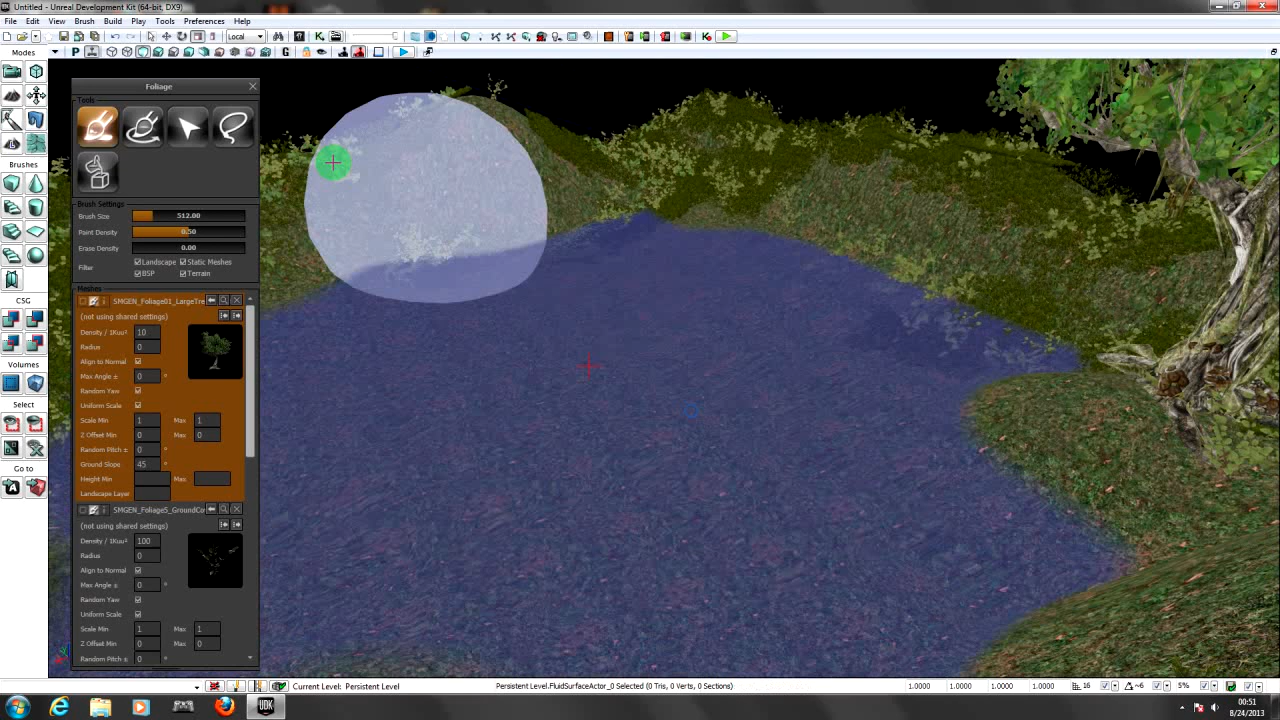 Untitled - Unreal Development Kit (64-bit, DX9)
File Edit View Brush Build Play Tools Preferences Help
Local
Modes
P
G
Foliage
Tools
Brushes
Brush Settings
Brush Size 512.00
Point Density 0.50
Erase Density 0.00
Filter Landscape Static Meshes
BSP Terrain
Meshes
CSG
SMGEN_Foliage01_LargeTre
(not using shared settings)
Density / 1Kuu² 10
Radius 0
Align to Normal
Max Angle ± 0 °
Random Yaw
Uniform Scale
Scale Min 1 Max 1
Z Offset Min 0 Max 0
Random Pitch ± 0 °
Ground Slope 45 °
Height Min Max
Landscape Layer
Volumes
Select
Go to
SMGEN_Foliage5_GroundCo
(not using shared settings)
Density / 1Kuu² 100
Radius 0
Align to Normal
Max Angle ± 0 °
Random Yaw
Uniform Scale
Scale Min 1 Max 1
Z Offset Min 0 Max 0
Random Pitch ± 0 °
Current Level: Persistent Level
Persistent Level.FluidSurfaceActor_0 Selected (0 Tris, 0 Verts, 0 Sections)
1.0000 1.0000 1.0000 1.0000 16 ~6 5%
UDK
00:51
8/24/2013